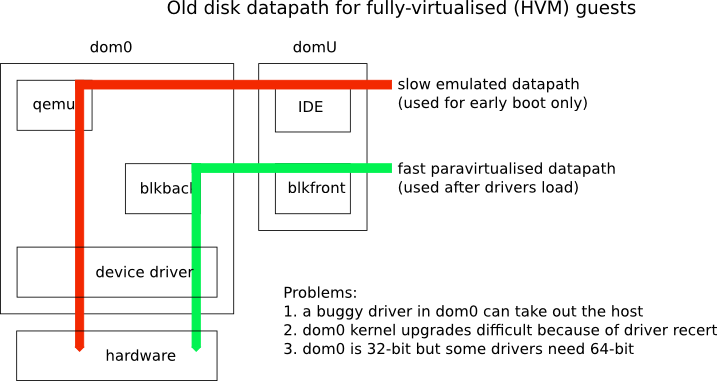 Old disk datapath for fully-virtualised (HVM) guests
dom0
domU
qemu
IDE
slow emulated datapath
(used for early boot only)
blkback
blkfront
fast paravirtualised datapath
(used after drivers load)
device driver
hardware
Problems:
1. a buggy driver in dom0 can take out the host
2. dom0 kernel upgrades difficult because of driver recert
3. dom0 is 32-bit but some drivers need 64-bit